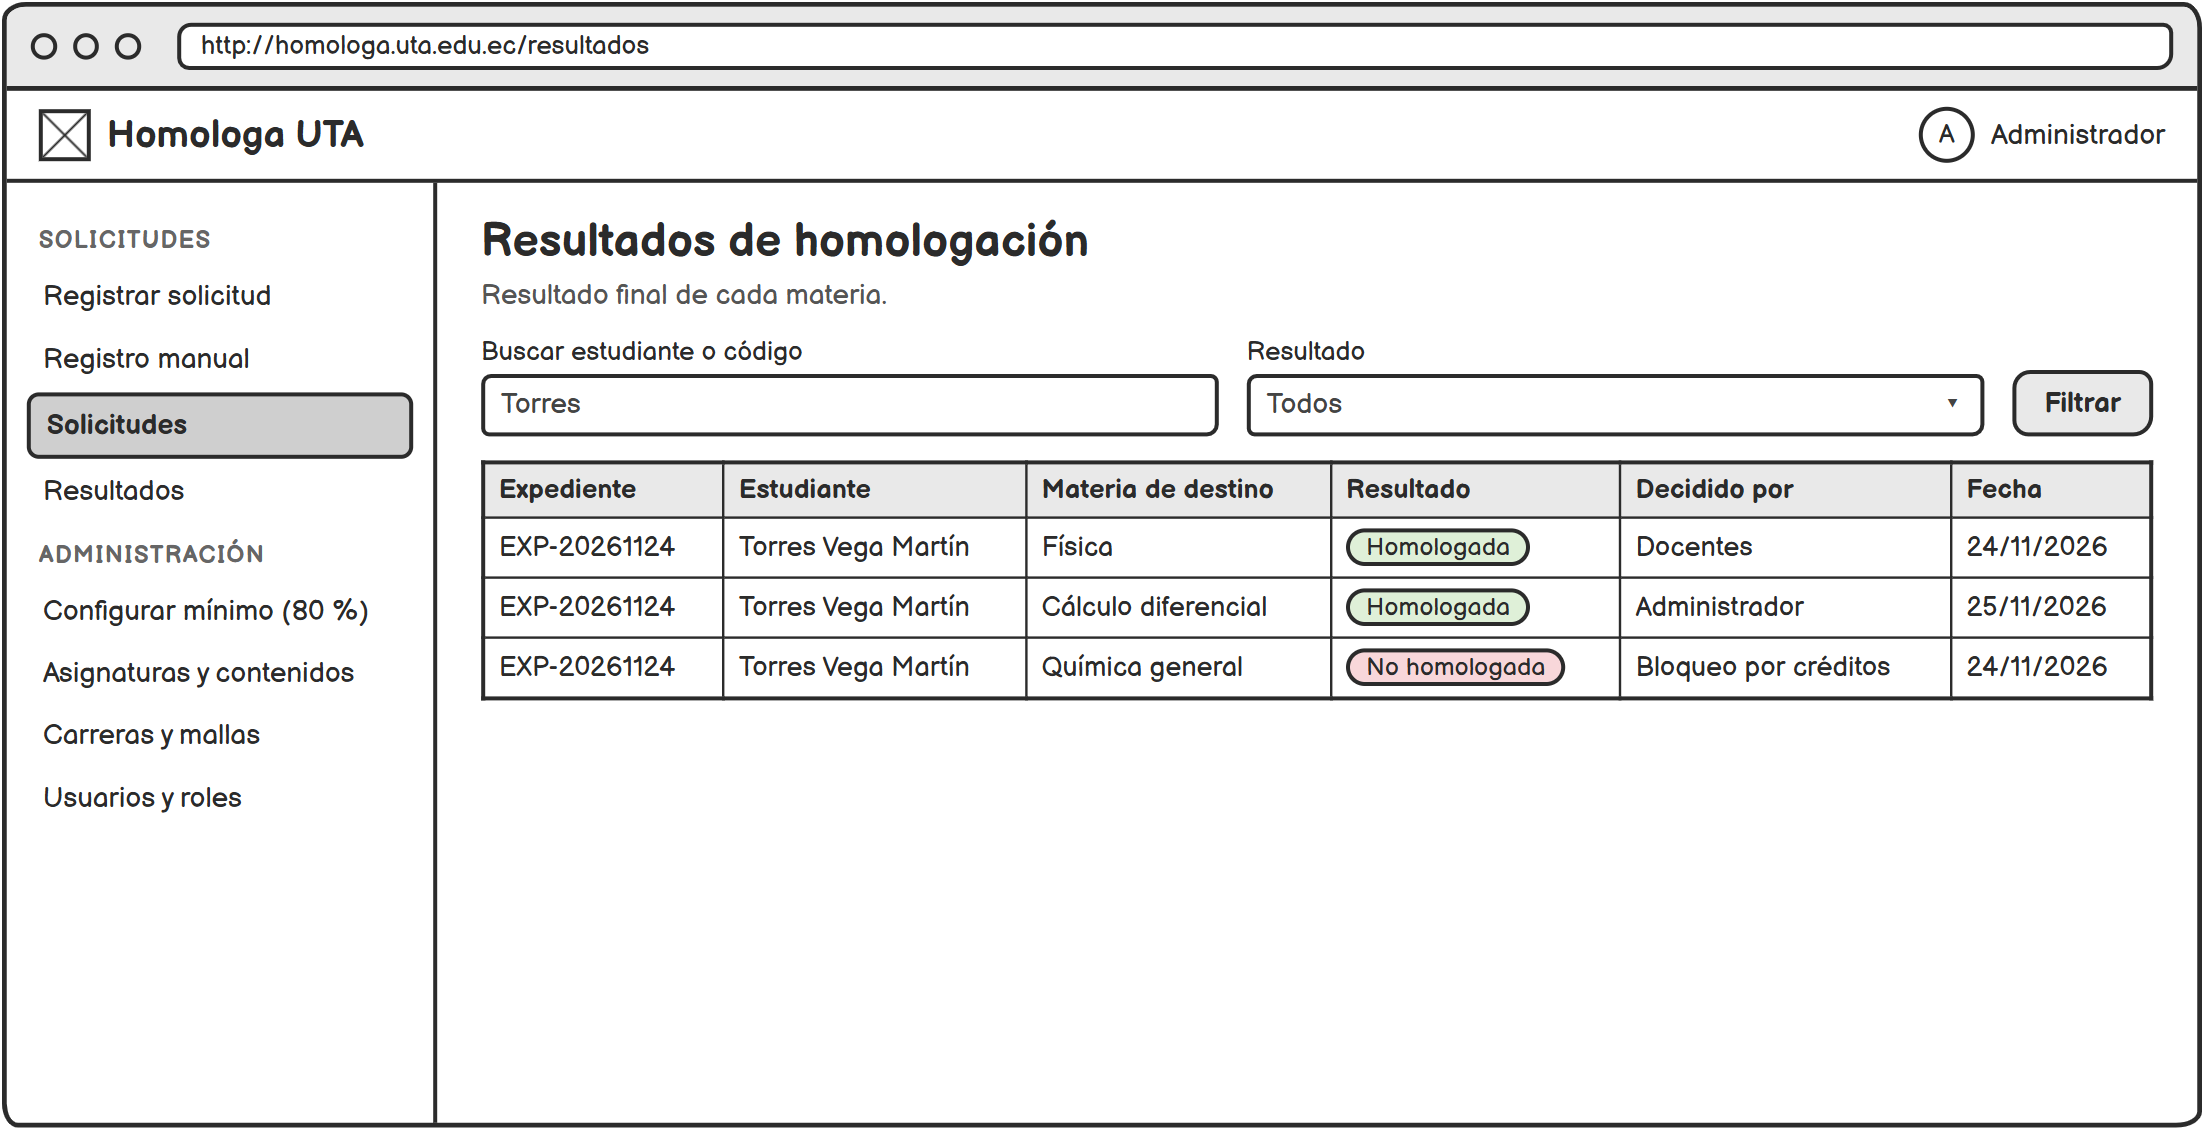 http://homologa.uta.edu.ec/resultados
Homologa UTA
A Administrador
SOLICITUDES
Registrar solicitud
Registro manual
Solicitudes
Resultados
ADMINISTRACIÓN
Configurar mínimo (80 %)
Asignaturas y contenidos
Carreras y mallas
Usuarios y roles
Resultados de homologación
Resultado final de cada materia.
Buscar estudiante o código
Torres
Resultado
Todos
Filtrar
Expediente Estudiante Materia de destino Resultado Decidido por Fecha
EXP-20261124 Torres Vega Martín Física Homologada Docentes 24/11/2026
EXP-20261124 Torres Vega Martín Cálculo diferencial Homologada Administrador 25/11/2026
EXP-20261124 Torres Vega Martín Química general No homologada Bloqueo por créditos 24/11/2026